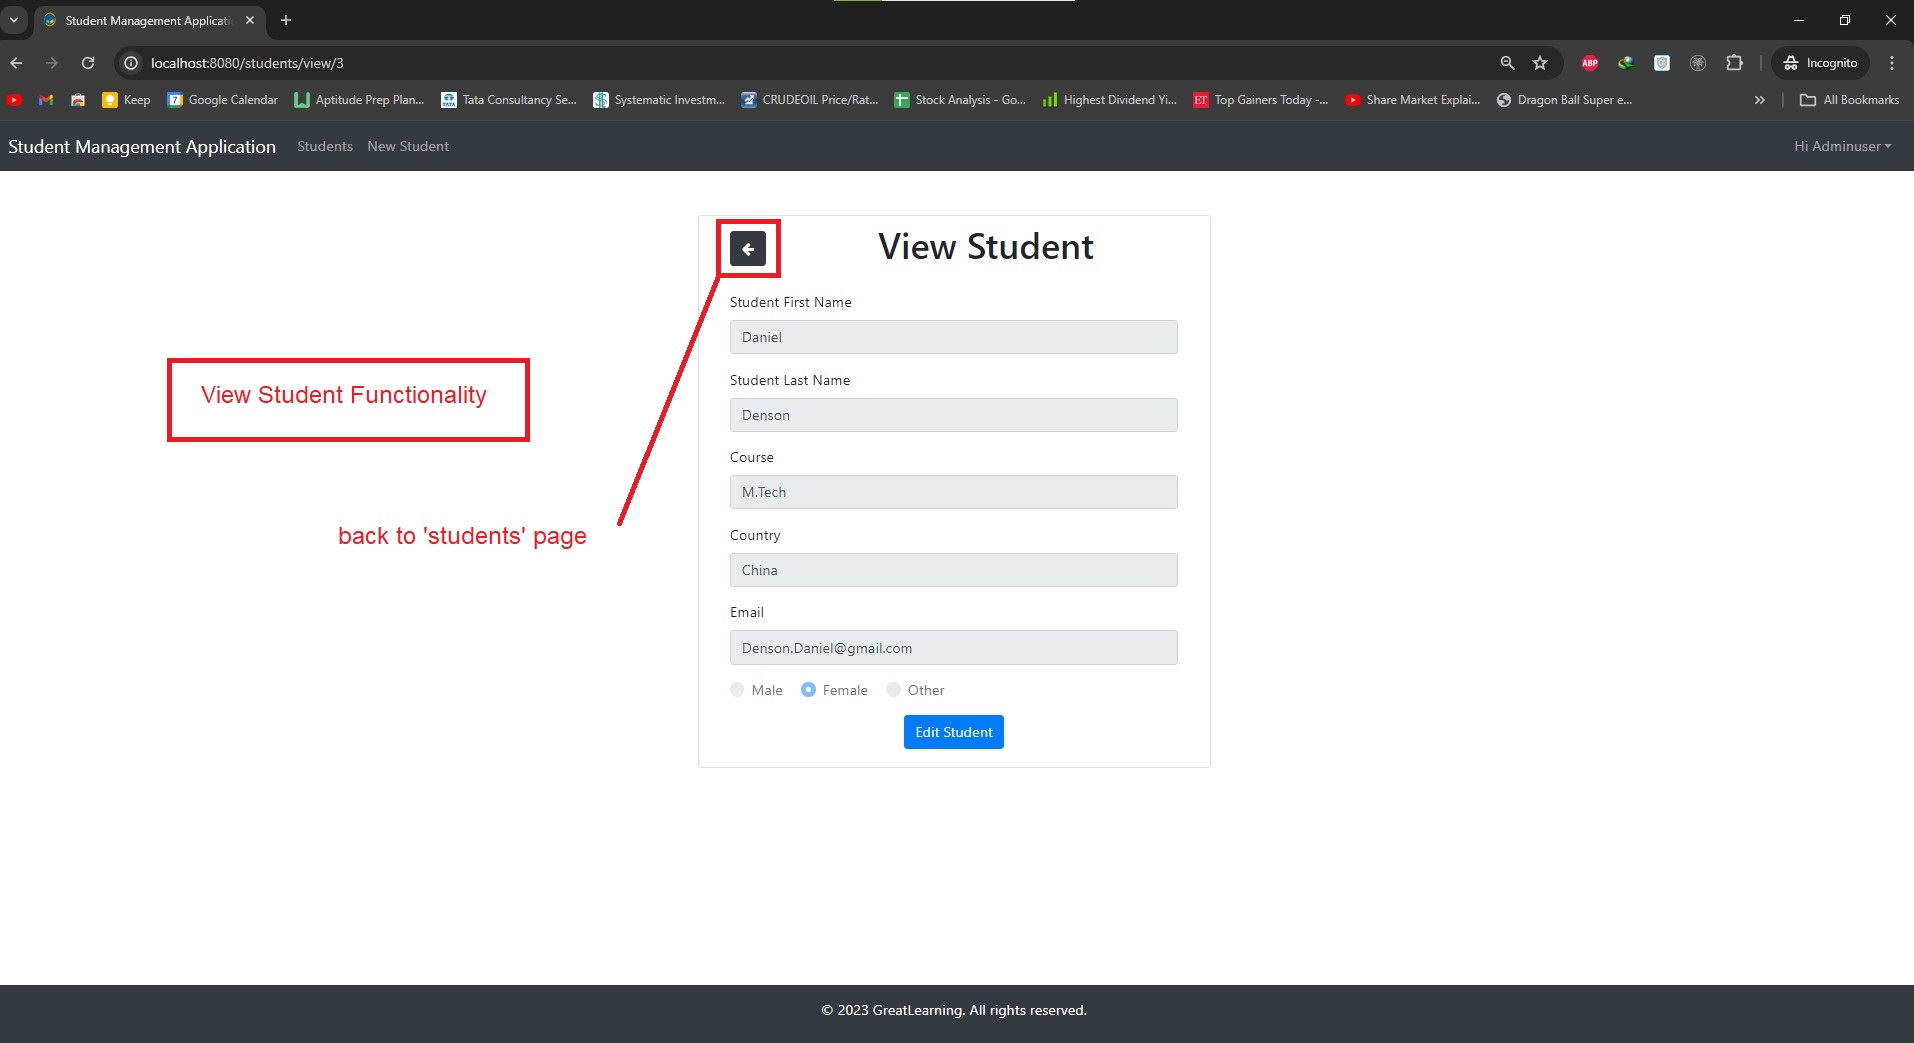 Student Management Applicati
localhost:8080/students/view/3
ABP
Incognito
Keep
7 Google Calendar
Aptitude Prep Plan...
TATA Tata Consultancy Se...
Systematic Investm...
CRUDEOIL Price/Rat...
Stock Analysis - Go...
Highest Dividend Yi...
ET Top Gainers Today -...
Share Market Explai...
Dragon Ball Super e...
All Bookmarks
Student Management Application
Students
New Student
Hi Adminuser
View Student
Student First Name
Daniel
View Student Functionality
Student Last Name
Denson
Course
M.Tech
back to 'students' page
Country
China
Email
Denson.Daniel@gmail.com
Male Female Other
Edit Student
© 2023 GreatLearning. All rights reserved.